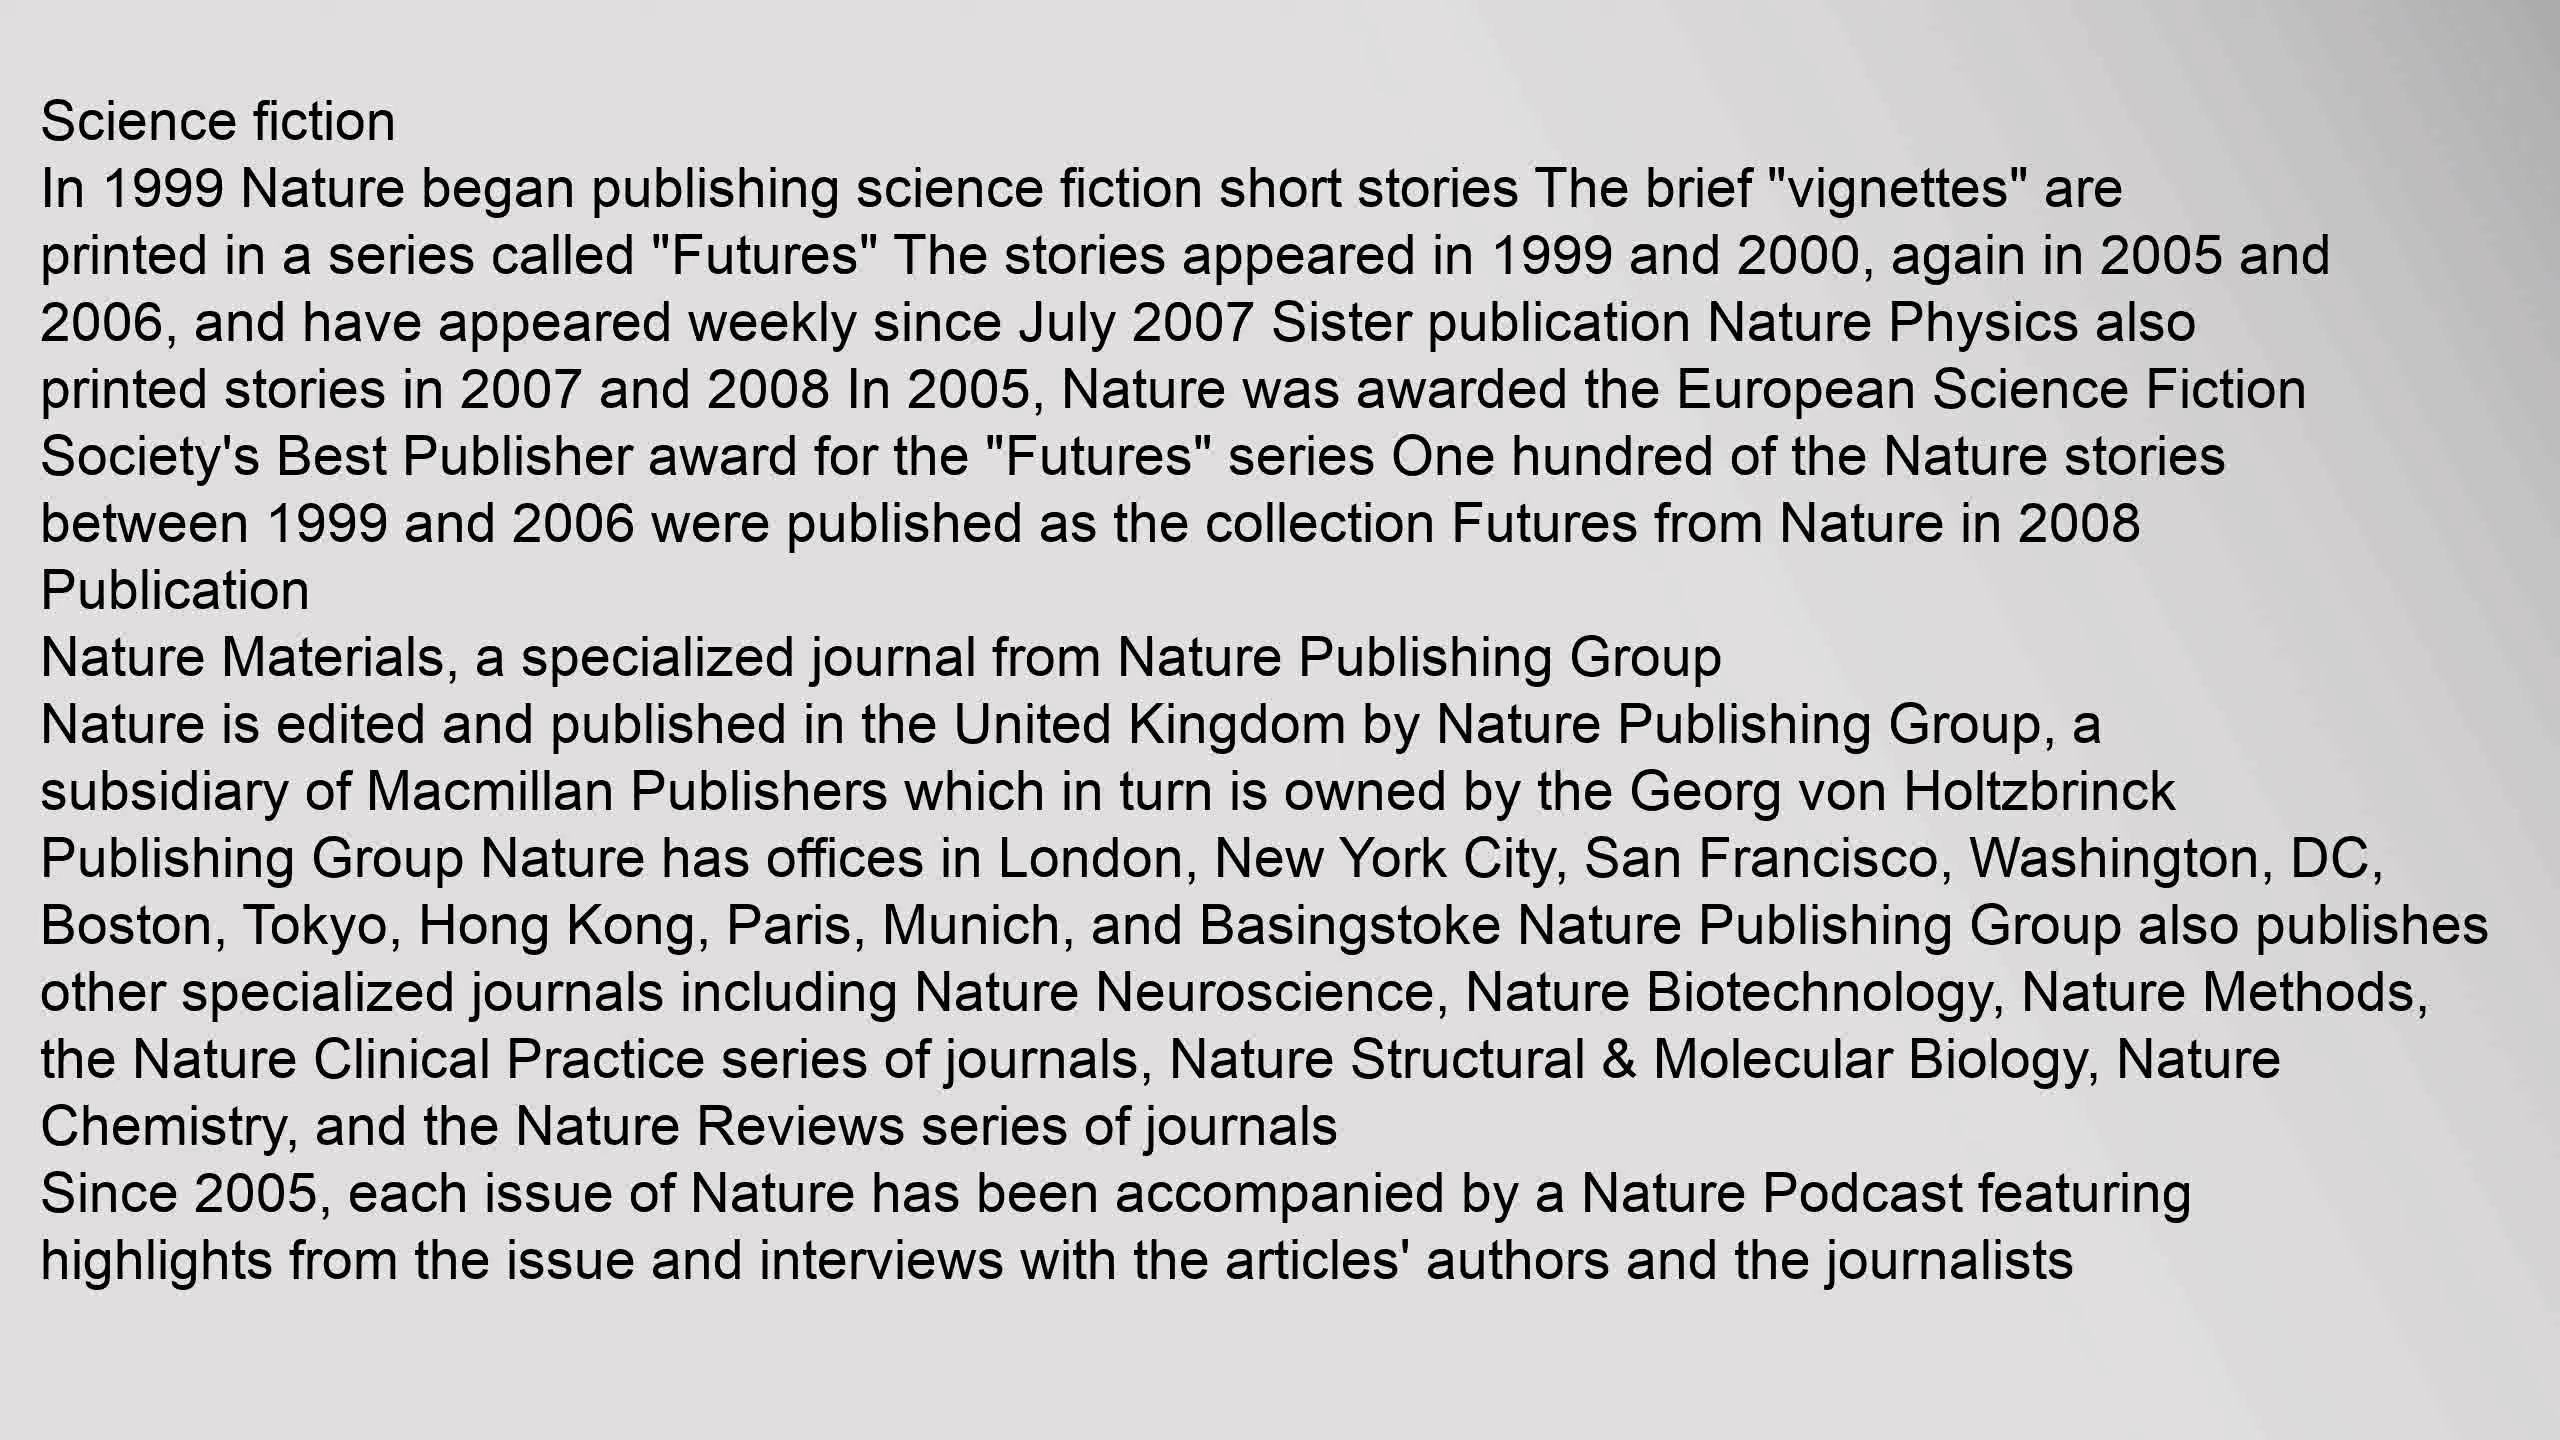 Science fiction
In 1999 Nature began publishing science fiction short stories The brief "vignettes" are
printed in a series called "Futures" The stories appeared in 1999 and 2000, again in 2005 and
2006, and have appeared weekly since July 2007 Sister publication Nature Physics also
printed stories in 2007 and 2008 In 2005, Nature was awarded the European Science Fiction
Society's Best Publisher award for the "Futures" series One hundred of the Nature stories
between 1999 and 2006 were published as the collection Futures from Nature in 2008
Publication
Nature Materials, a specialized journal from Nature Publishing Group
Nature is edited and published in the United Kingdom by Nature Publishing Group, a
subsidiary of Macmillan Publishers which in turn is owned by the Georg von Holtzbrinck
Publishing Group Nature has offices in London, New York City, San Francisco, Washington, DC,
Boston, Tokyo, Hong Kong, Paris, Munich, and Basingstoke Nature Publishing Group also publishes
other specialized journals including Nature Neuroscience, Nature Biotechnology, Nature Methods,
the Nature Clinical Practice series of journals, Nature Structural & Molecular Biology, Nature
Chemistry, and the Nature Reviews series of journals
Since 2005, each issue of Nature has been accompanied by a Nature Podcast featuring
highlights from the issue and interviews with the articles' authors and the journalists